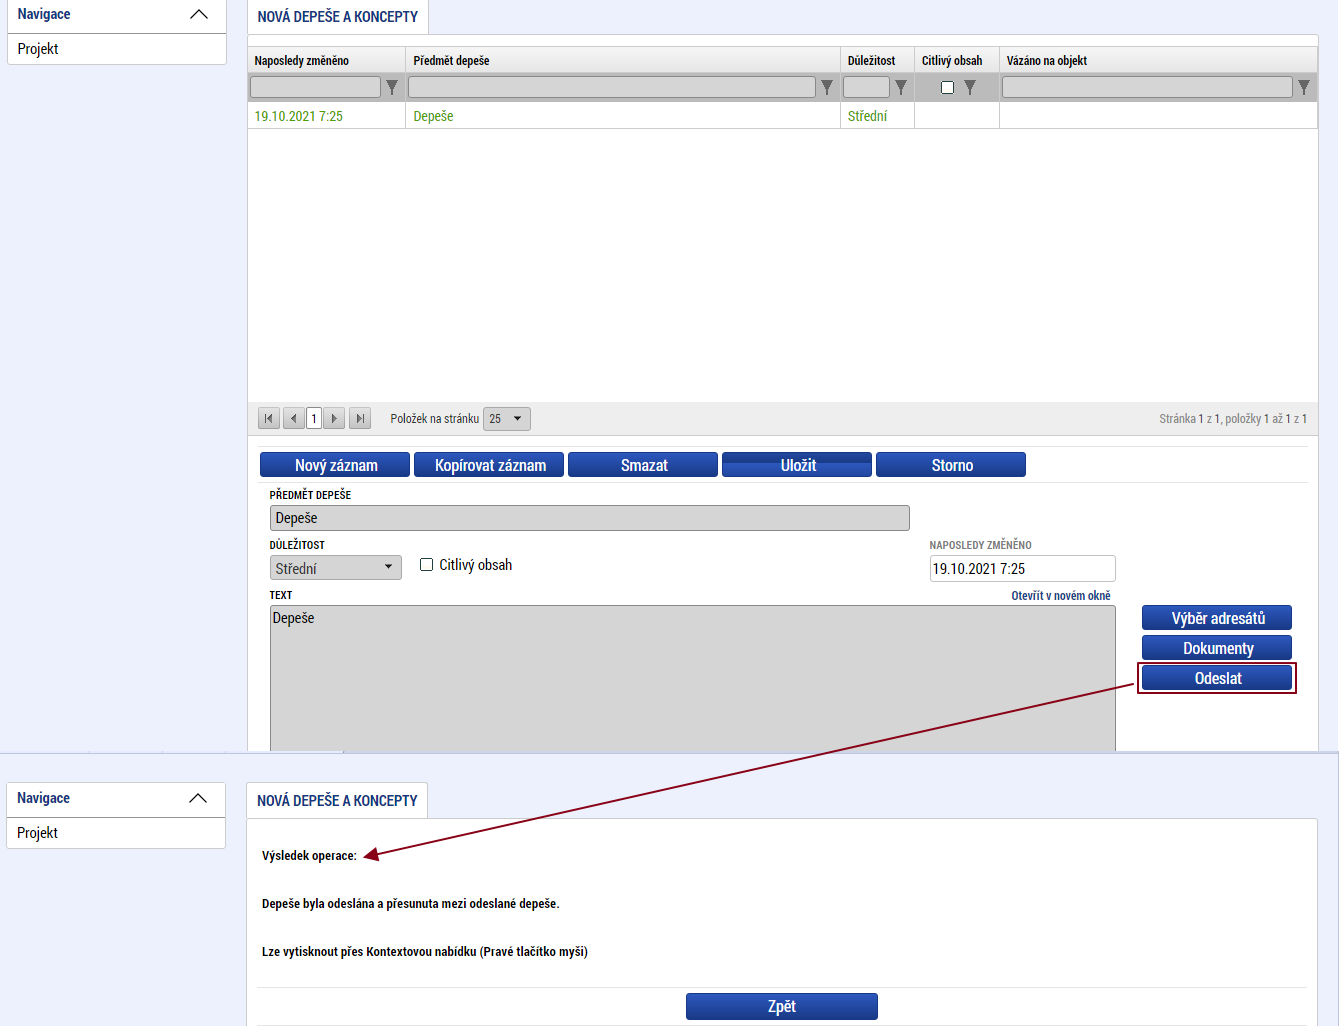 Navigace
Projekt
NOVÁ DEPEŠE A KONCEPTY
Naposledy změněno Předmět depeše Důležitost Citlivý obsah Vázáno na objekt
19.10.2021 7:25 Depeše Střední
1 Položek na stránku 25 Stránka 1 z 1, položky 1 až 1 z 1
Nový záznam Kopírovat záznam Smazat Uložit Storno
PŘEDMĚT DEPEŠE
Depeše
DŮLEŽITOST NAPOSLEDY ZMĚNĚNO
Střední Citlivý obsah 19.10.2021 7:25
TEXT Otevřít v novém okně
Depeše
Výběr adresátů
Dokumenty
Odeslat
Navigace
Projekt
NOVÁ DEPEŠE A KONCEPTY
Výsledek operace:
Depeše byla odeslána a přesunuta mezi odeslané depeše.
Lze vytisknout přes Kontextovou nabídku (Pravé tlačítko myši)
Zpět